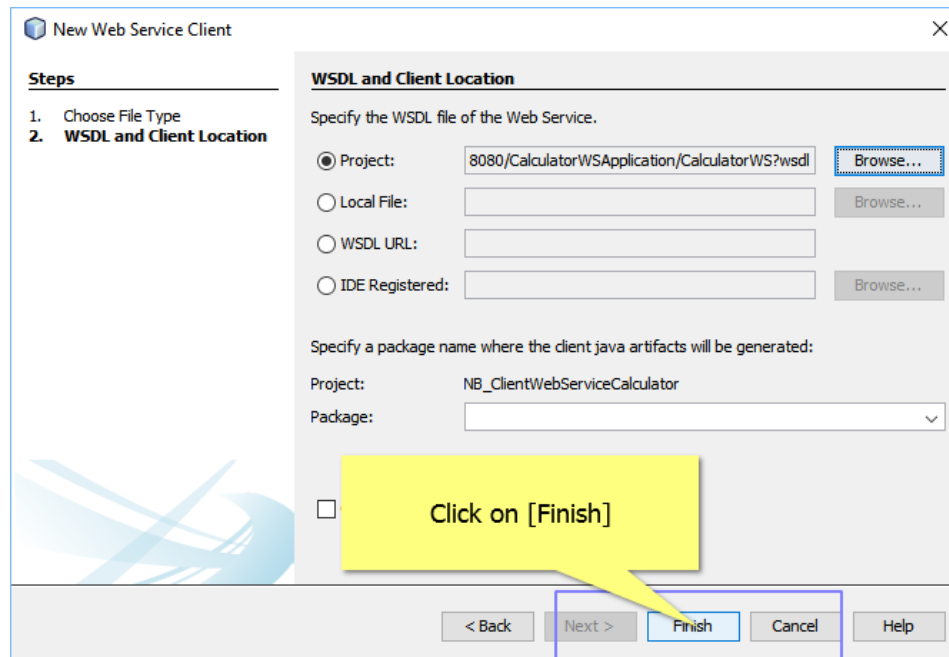 New Web Service Client
Steps
1. Choose File Type
2. WSDL and Client Location
WSDL and Client Location
Specify the WSDL file of the Web Service.
Project: 8080/CalculatorWSApplication/CalculatorWS?wsdl Browse...
Local File: Browse...
WSDL URL:
IDE Registered: Browse...
Specify a package name where the client java artifacts will be generated:
Project: NB_ClientWebServiceCalculator
Package:
Click on [Finish]
< Back Next > Finish Cancel Help